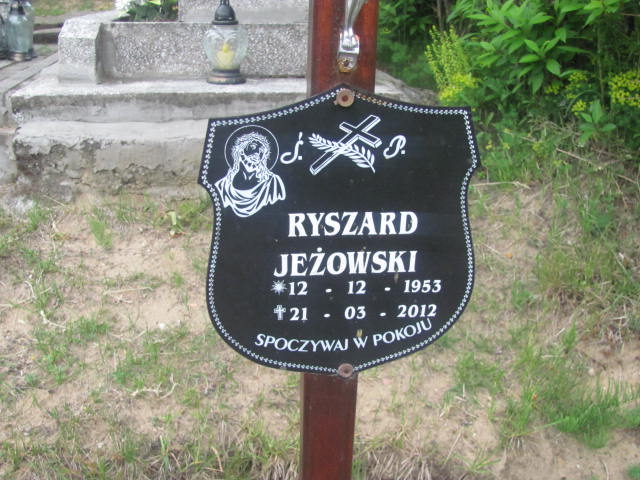 Ś. P.
RYSZARD
JEŻOWSKI
12 - 12 - 1953
21 - 03 - 2012
SPOCZYWAJ W POKOJU